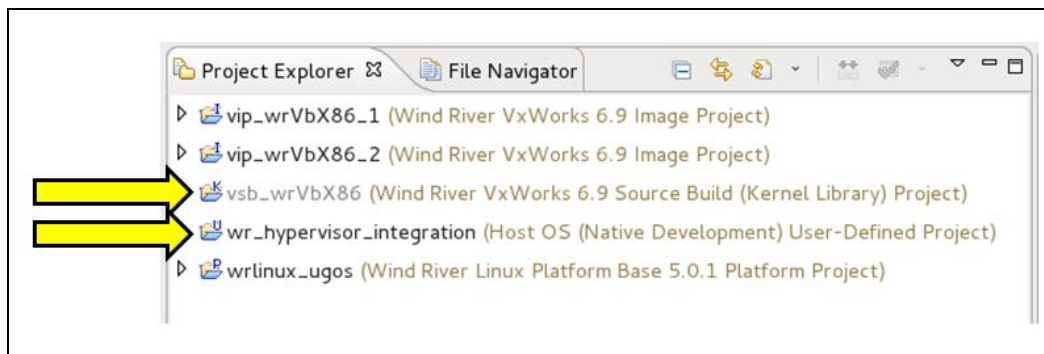 Project Explorer File Navigator
vip_wrVbX86_1 (Wind River VxWorks 6.9 Image Project)
vip_wrVbX86_2 (Wind River VxWorks 6.9 Image Project)
vsb_wrVbX86 (Wind River VxWorks 6.9 Source Build (Kernel Library) Project)
wr_hypervisor_integration (Host OS (Native Development) User-Defined Project)
wrlinux_ugos (Wind River Linux Platform Base 5.0.1 Platform Project)